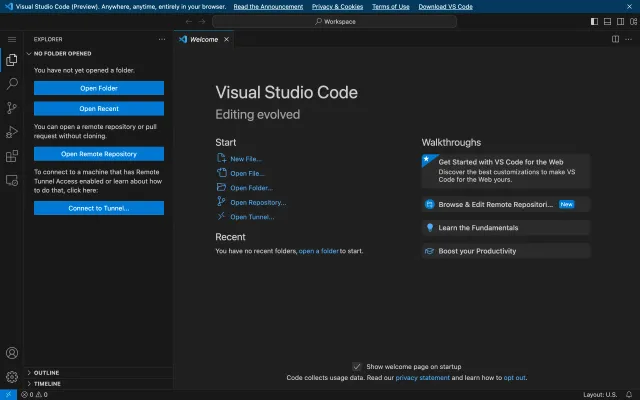 Visual Studio Code (Preview). Anywhere, anytime, entirely in your browser. Read the Announcement Privacy & Cookies Terms of Use Download VS Code
Workspace
EXPLORER
Welcome
NO FOLDER OPENED
You have not yet opened a folder.
Open Folder
Open Recent
You can open a remote repository or pull
request without cloning.
Open Remote Repository
To connect to a machine that has Remote
Tunnel Access enabled or learn about how
to do that, click here:
Connect to Tunnel...
OUTLINE
TIMELINE
Visual Studio Code
Editing evolved
Start
New File...
Open File...
Open Folder...
Open Repository...
Open Tunnel...
Recent
You have no recent folders, open a folder to start.
Walkthroughs
Get Started with VS Code for the Web
Discover the best customizations to make VS
Code for the Web yours.
Browse & Edit Remote Repositori... New
Learn the Fundamentals
Boost your Productivity
Show welcome page on startup
Code collects usage data. Read our privacy statement and learn how to opt out.
0 0
Layout: U.S.